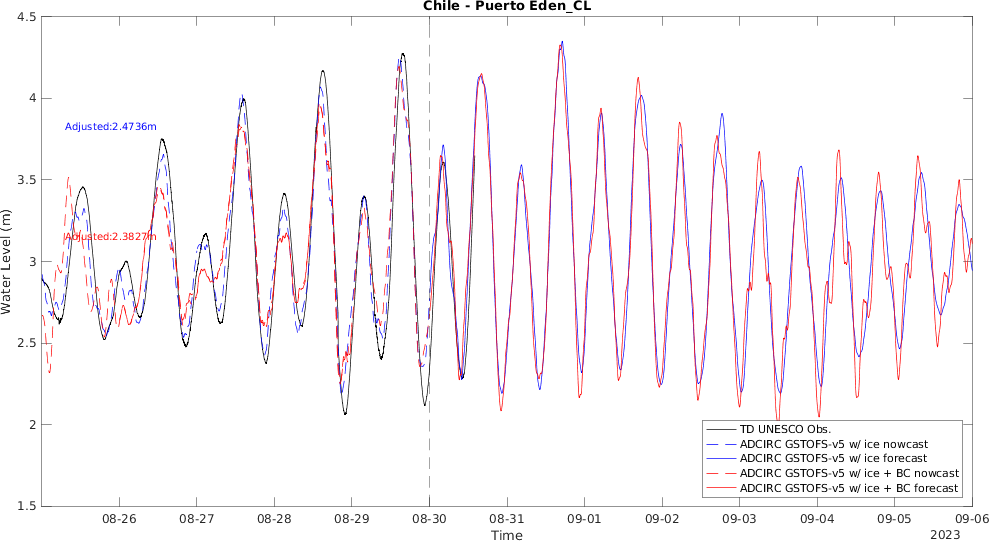 Chile - Puerto Eden_CL
4.5
4
3.5
3
2.5
2
1.5
Water Level (m)
Adjusted:2.4736m
Adjusted:2.3827m
TD UNESCO Obs.
ADCIRC GSTOFS-v5 w/ ice nowcast
ADCIRC GSTOFS-v5 w/ ice forecast
ADCIRC GSTOFS-v5 w/ ice + BC nowcast
ADCIRC GSTOFS-v5 w/ ice + BC forecast
08-26 08-27 08-28 08-29 08-30 08-31 09-01 09-02 09-03 09-04 09-05 09-06
Time
2023